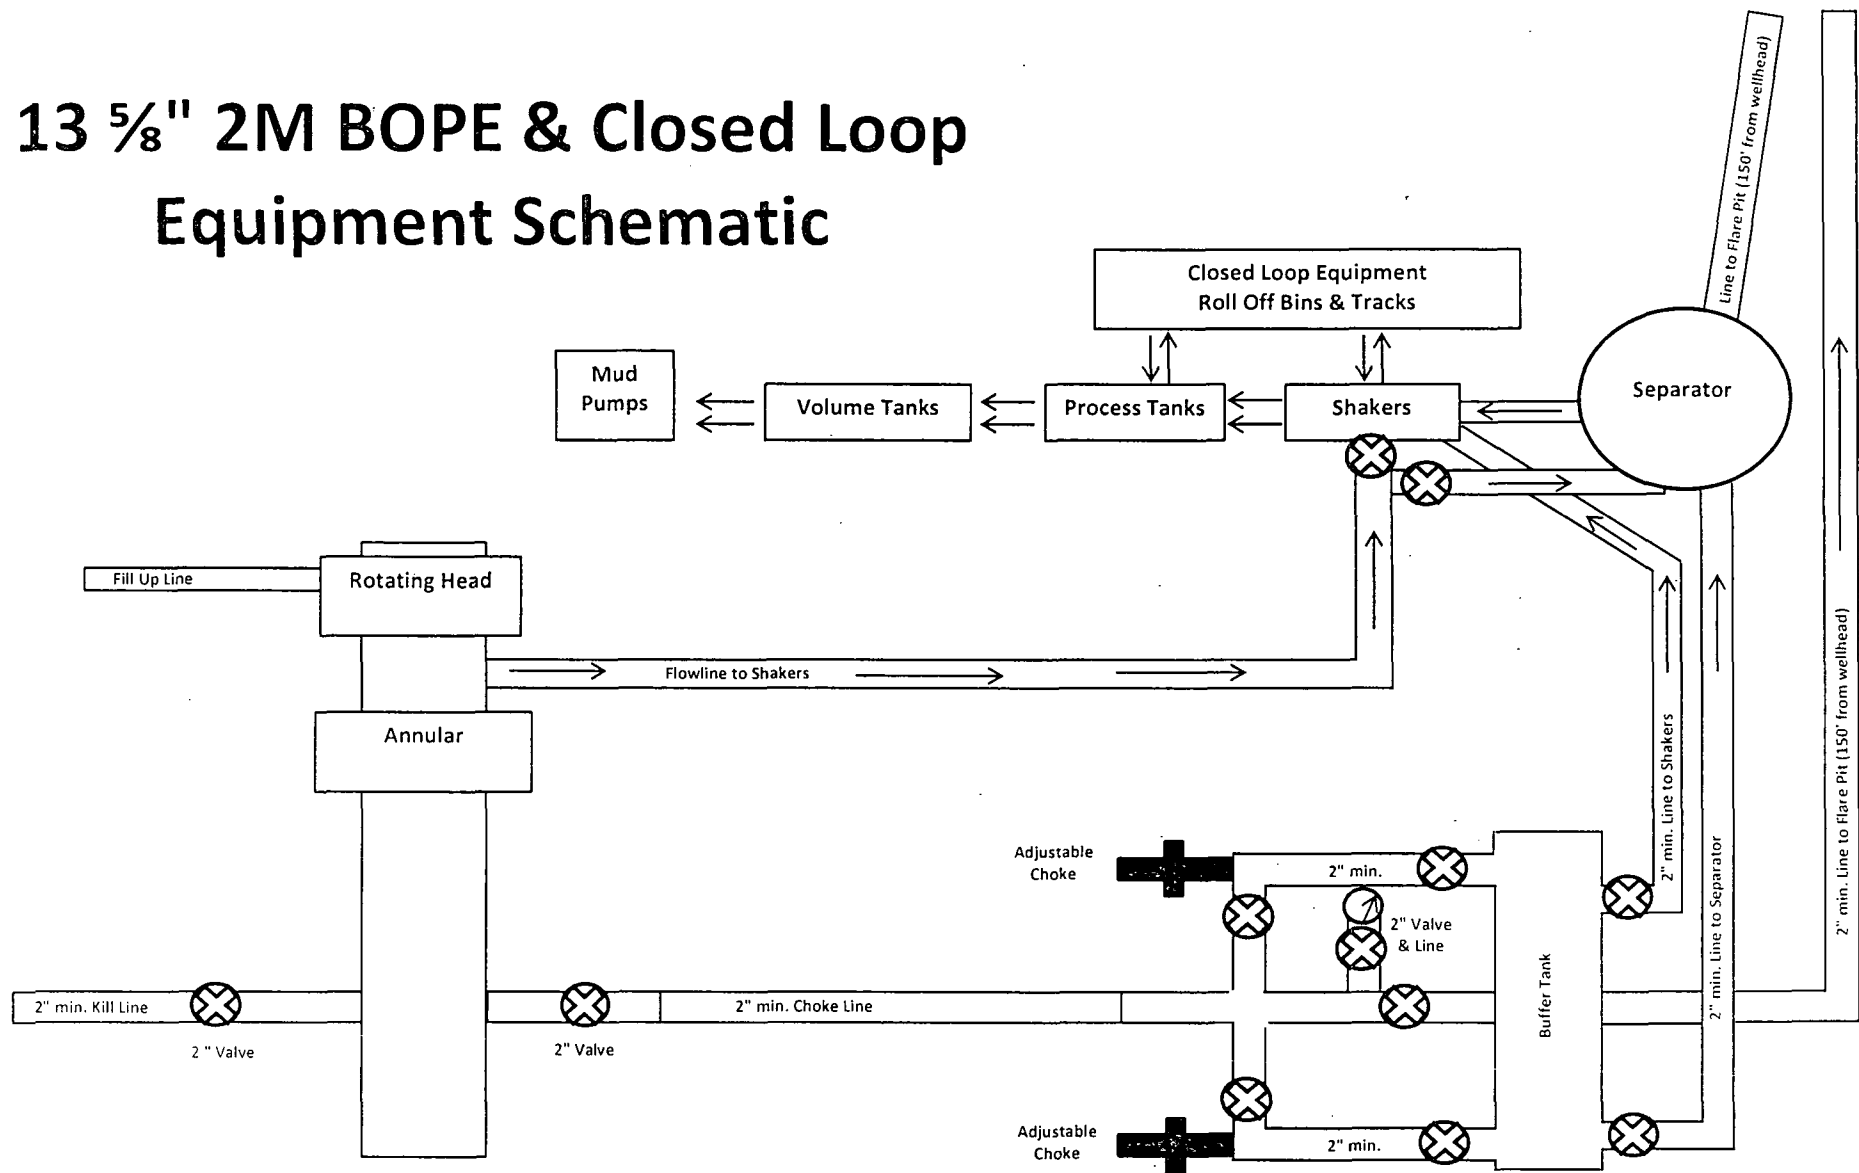 13 ⅝" 2M BOPE & Closed Loop
Equipment Schematic
Line to Flare Pit (150' from wellhead)
Closed Loop Equipment
Roll Off Bins & Tracks
Mud
Pumps
Volume Tanks
Process Tanks
Shakers
Separator
Fill Up Line
Rotating Head
Flowline to Shakers
Annular
2" min. Line to Shakers
2" min. Line to Separator
2" min. Line to Flare Pit (150' from wellhead)
Adjustable
Choke
2" min.
2" Valve
& Line
Buffer Tank
2" min. Kill Line
2" min. Choke Line
2 " Valve
2" Valve
Adjustable
Choke
2" min.